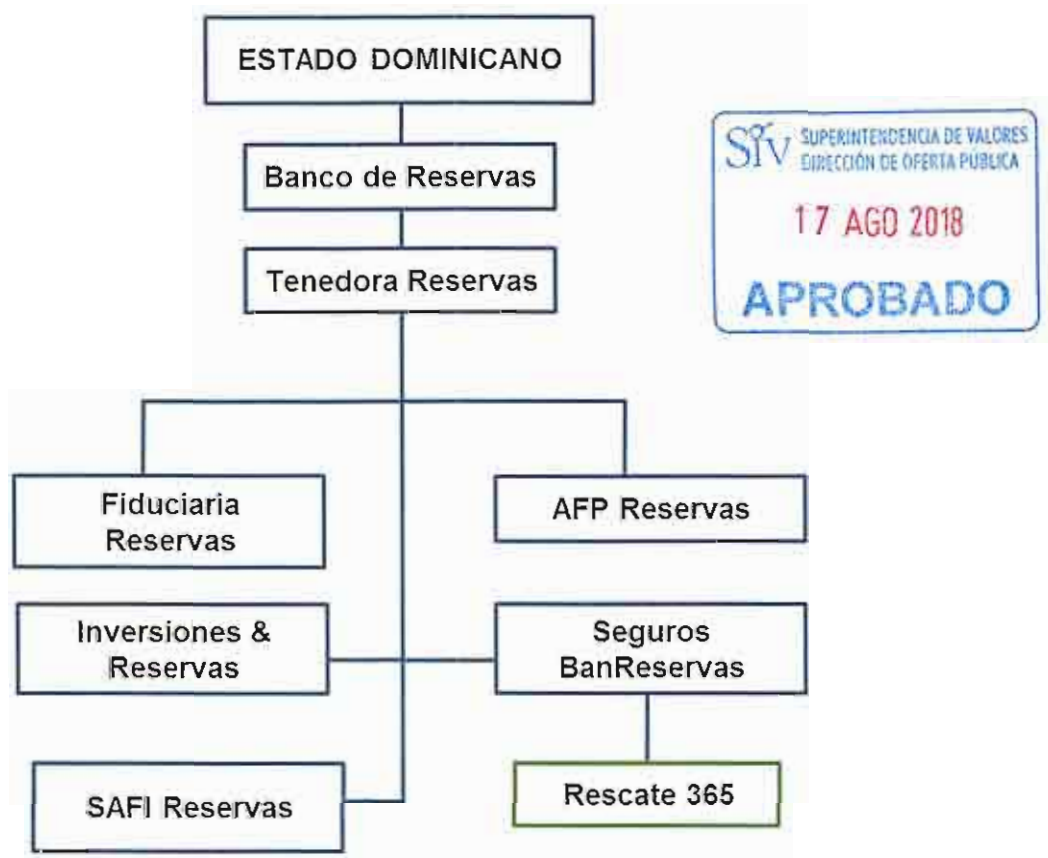 ESTADO DOMINICANO
Banco de Reservas
Tenedora Reservas
SIV SUPERINTENDENCIA DE VALORES
DIRECCIÓN DE OFERTA PÚBLICA
17 AGO 2018
APROBADO
Fiduciaria
Reservas
AFP Reservas
Inversiones &
Reservas
Seguros
BanReservas
SAFI Reservas
Rescate 365